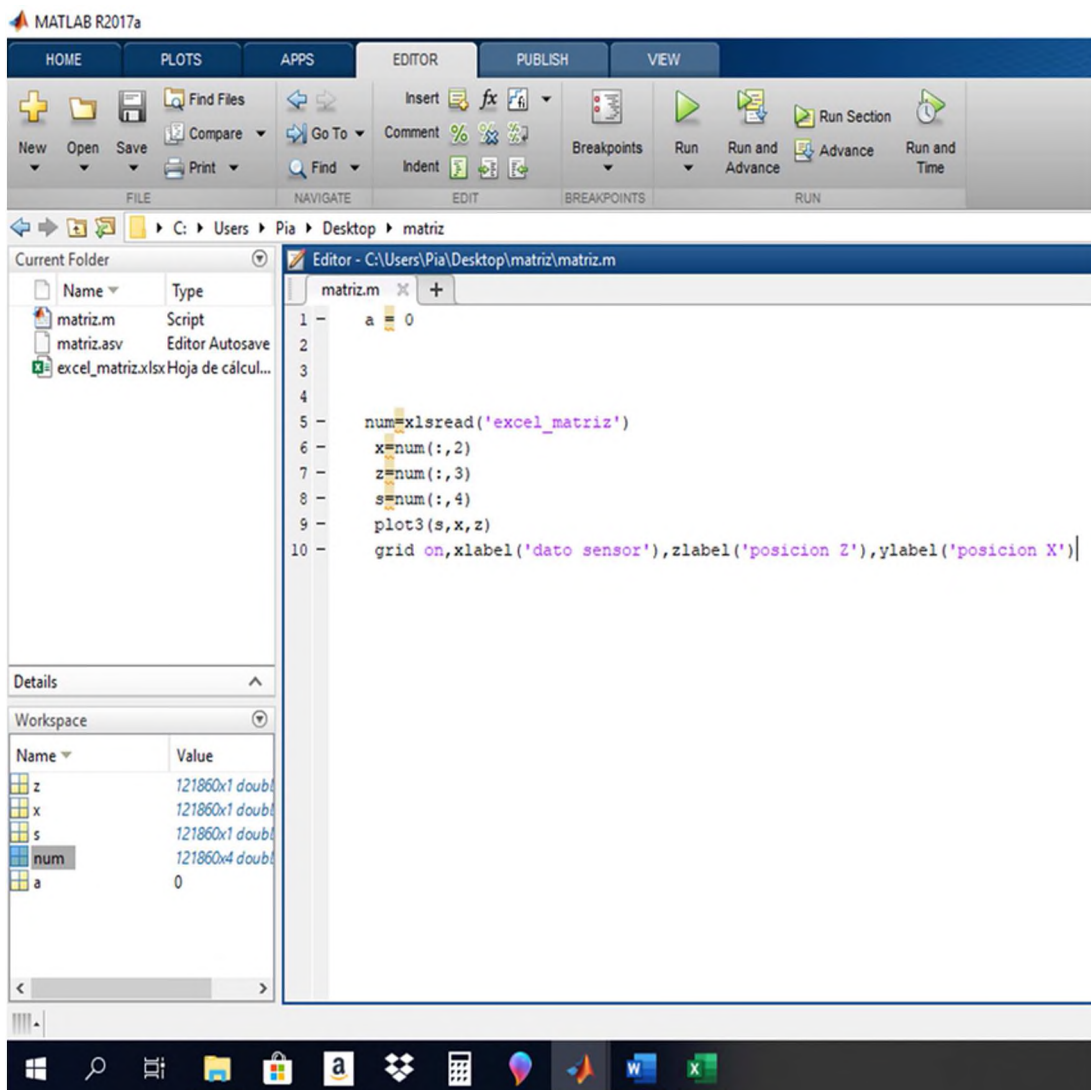 MATLAB R2017a
HOME PLOTS APPS EDITOR PUBLISH VIEW
New Open Save
Find Files
Compare
Print
FILE
Go To
Find
NAVIGATE
Insert fx
Comment
Indent
EDIT
Breakpoints
BREAKPOINTS
Run
Run and Advance
Run Section
Advance
Run and Time
RUN
C: Users Pia Desktop matriz
Current Folder
Name Type
matriz.m Script
matriz.asv Editor Autosave
excel_matriz.xlsx Hoja de cálcul...
Details
Workspace
Name Value
z 121860x1 doubl
x 121860x1 doubl
s 121860x1 doubl
num 121860x4 doubl
a 0
Editor - C:\Users\Pia\Desktop\matriz\matriz.m
matriz.m
1 - a = 0
2
3
4
5 - num=xlsread('excel_matriz')
6 - x=num(:,2)
7 - z=num(:,3)
8 - s=num(:,4)
9 - plot3(s,x,z)
10 - grid on,xlabel('dato sensor'),zlabel('posicion Z'),ylabel('posicion X')